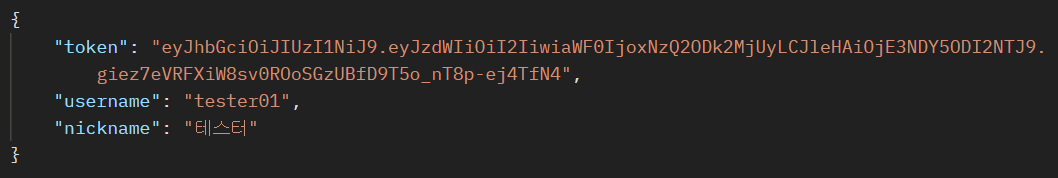 {
"token": "eyJhbGciOiJIUzI1NiJ9.eyJzdWIiOiI2IiwiaWF0IjoxNzQ2ODk2MjUyLCJleHAiOjE3NDY5ODI2NTJ9.
giez7eVRFXiW8sv0ROoSGzUBfD9T5o_nT8p-ej4TfN4",
"username": "tester01",
"nickname": "테스터"
}